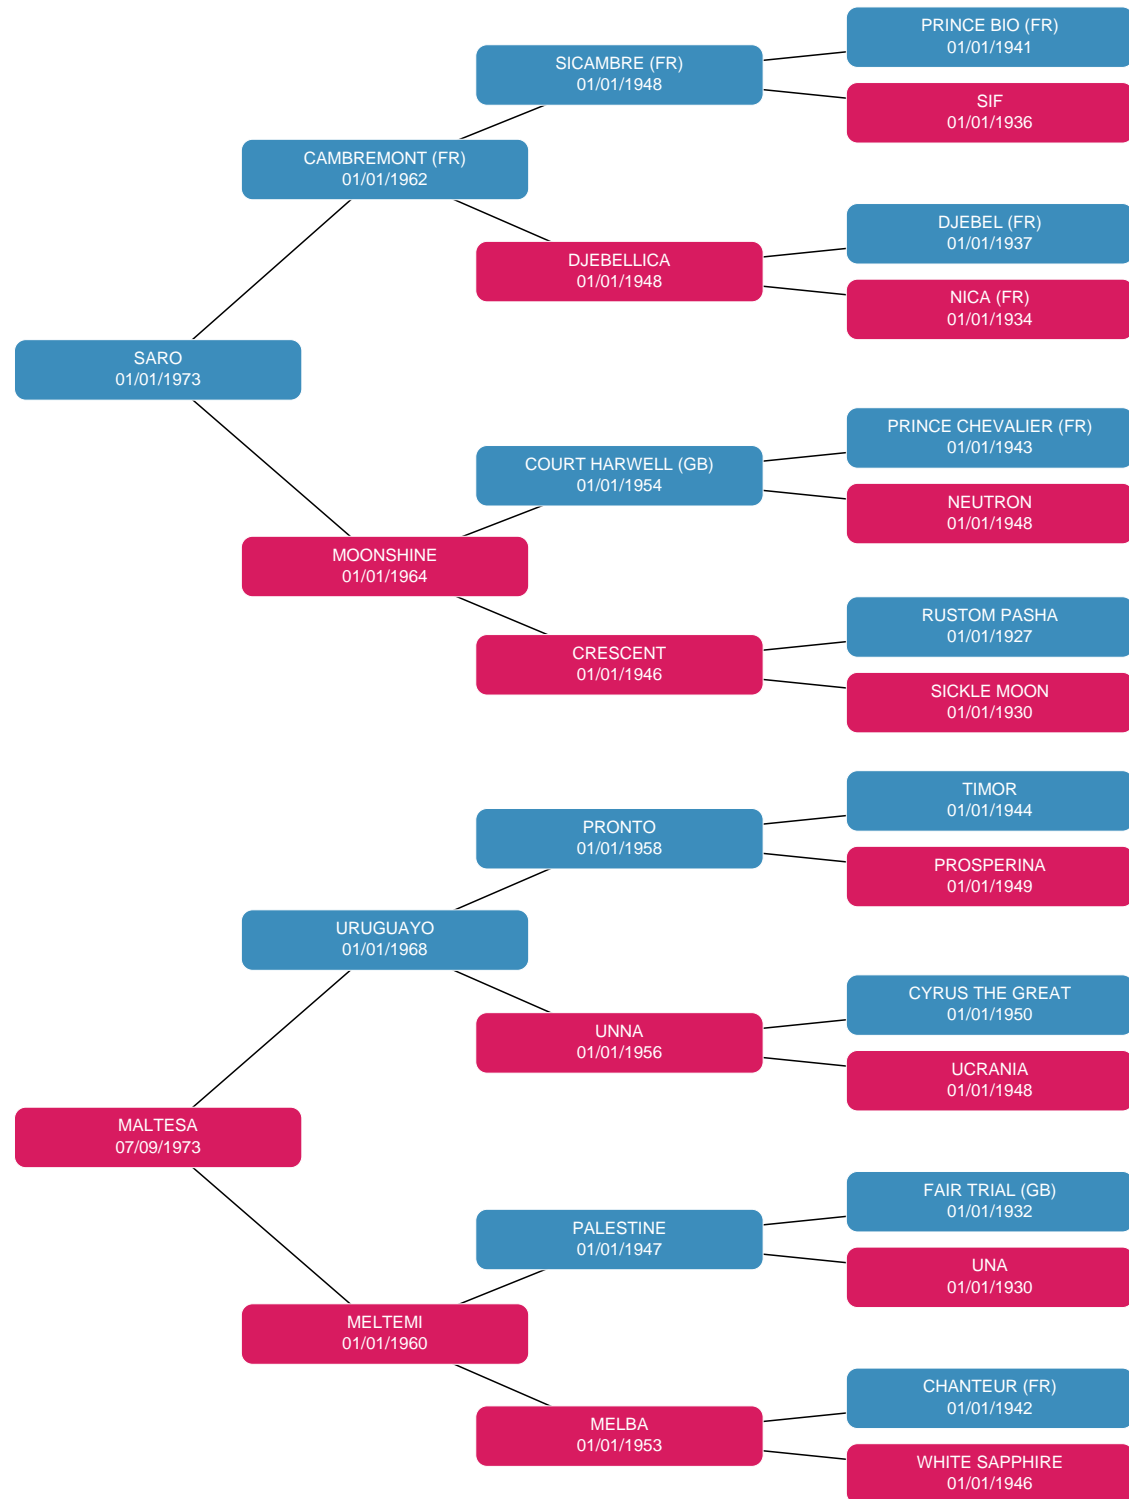 PRINCE BIO (FR)
01/01/1941
SICAMBRE (FR)
01/01/1948
SIF
01/01/1936
CAMBREMONT (FR)
01/01/1962
DJEBEL (FR)
01/01/1937
DJEBELLICA
01/01/1948
NICA (FR)
01/01/1934
SARO
01/01/1973
PRINCE CHEVALIER (FR)
01/01/1943
COURT HARWELL (GB)
01/01/1954
NEUTRON
01/01/1948
MOONSHINE
01/01/1964
RUSTOM PASHA
01/01/1927
CRESCENT
01/01/1946
SICKLE MOON
01/01/1930
TIMOR
01/01/1944
PRONTO
01/01/1958
PROSPERINA
01/01/1949
URUGUAYO
01/01/1968
CYRUS THE GREAT
01/01/1950
UNNA
01/01/1956
UCRANIA
01/01/1948
MALTESA
07/09/1973
FAIR TRIAL (GB)
01/01/1932
PALESTINE
01/01/1947
UNA
01/01/1930
MELTEMI
01/01/1960
CHANTEUR (FR)
01/01/1942
MELBA
01/01/1953
WHITE SAPPHIRE
01/01/1946